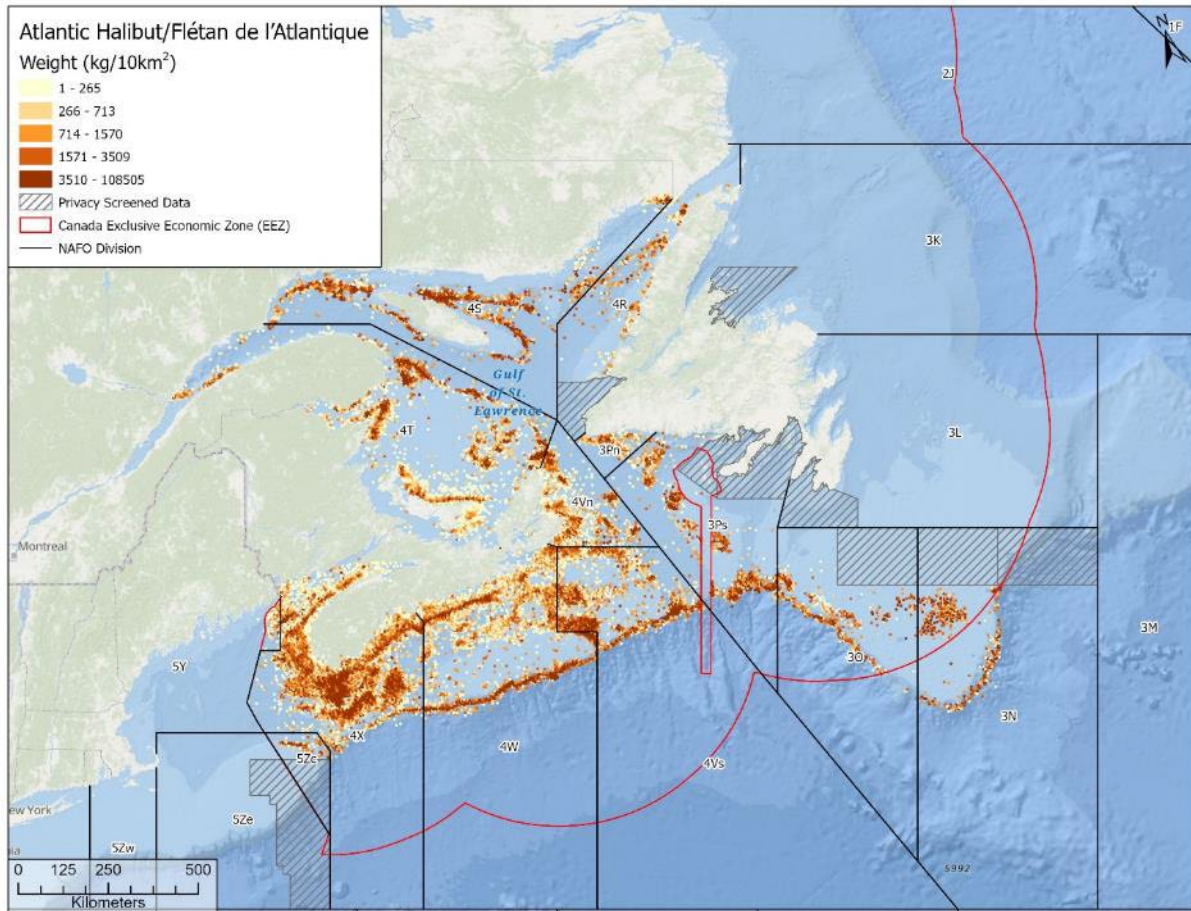 Atlantic Halibut/Flétan de l'Atlantique
Weight (kg/10km²)
1 - 265
266 - 713
714 - 1570
1571 - 3509
3510 - 108505
Privacy Screened Data
Canada Exclusive Economic Zone (EEZ)
NAFO Division
N
1F
2J
3K
4S
4R
Gulf
of St.
Lawrence
4T
3Pn
3L
4Vn
3Ps
Montreal
5Y
3O
3M
3N
4X
4W
5Zc
4Vs
ew York
5Ze
5Zw
ia
5992
0 125 250 500
Kilometers